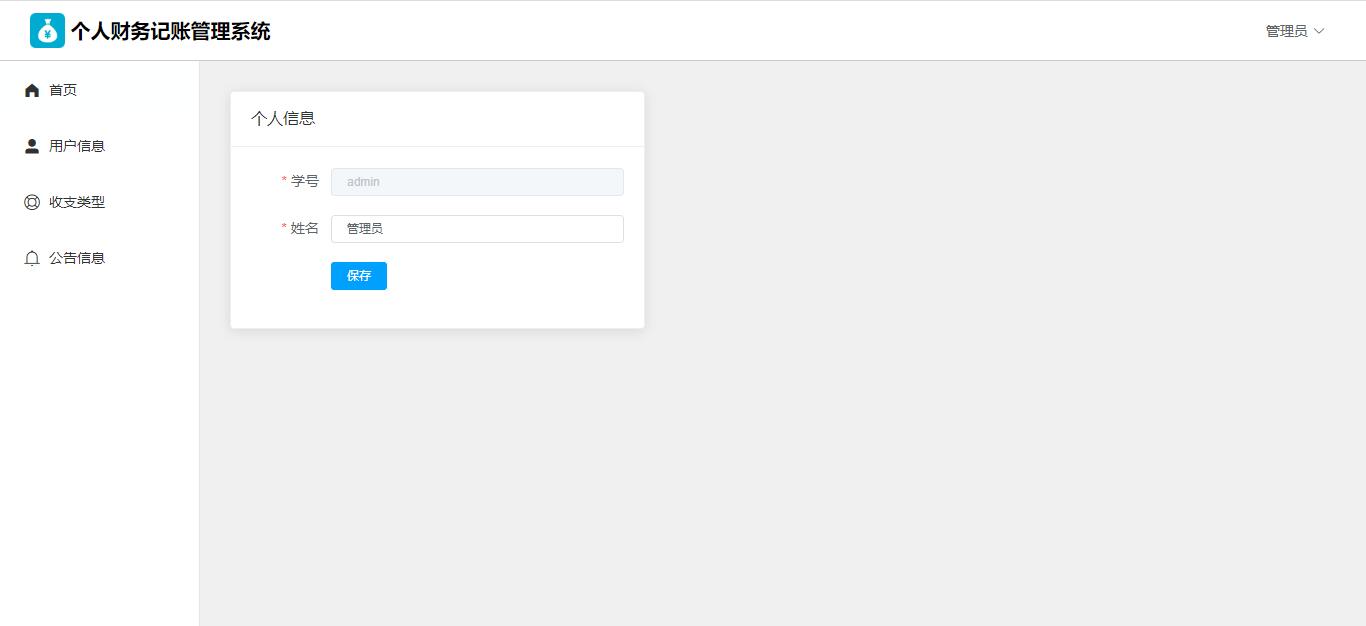 个人财务记账管理系统
管理员
首页
用户信息
收支类型
公告信息
个人信息
* 学号 admin
* 姓名 管理员
保存